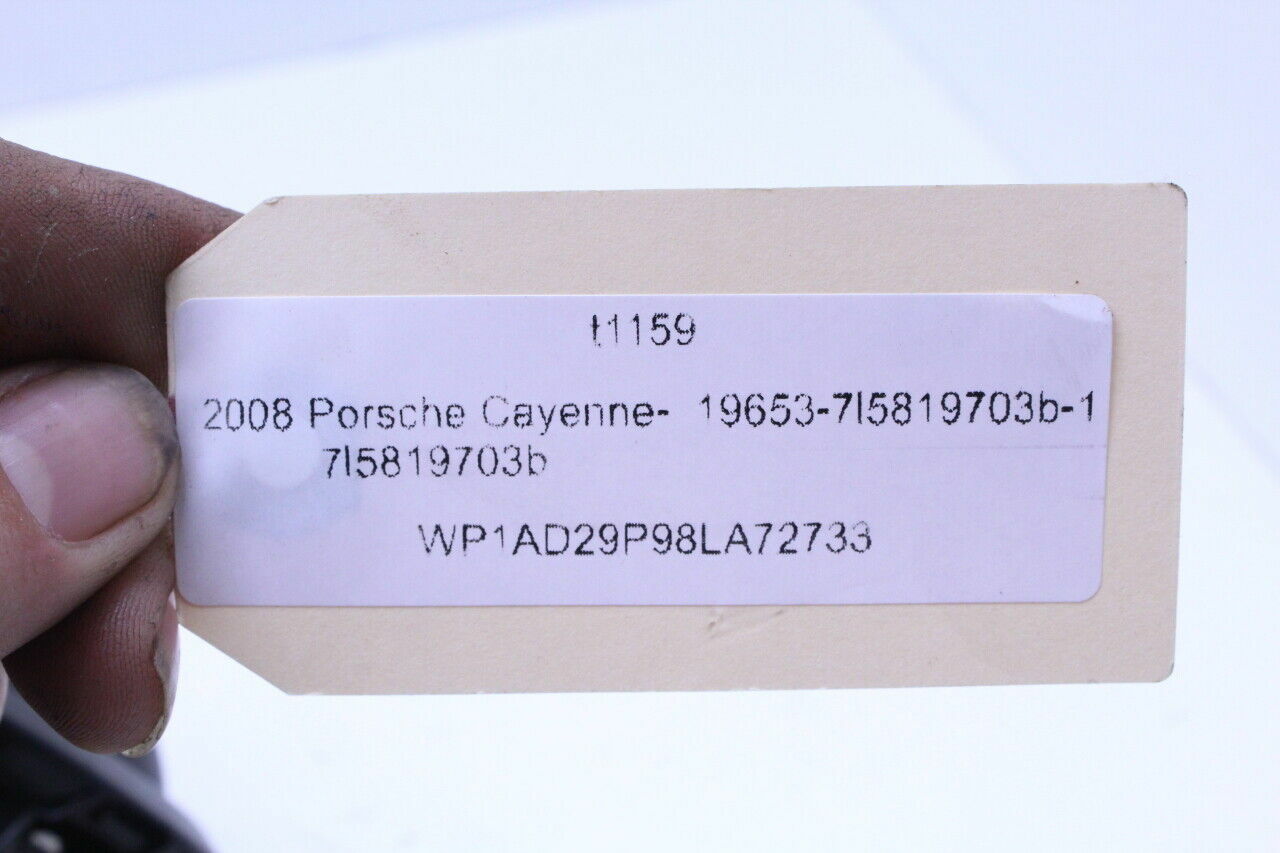 t1159
2008 Porsche Cayenne- 19653-7l5819703b-1
7l5819703b
WP1AD29P98LA72733